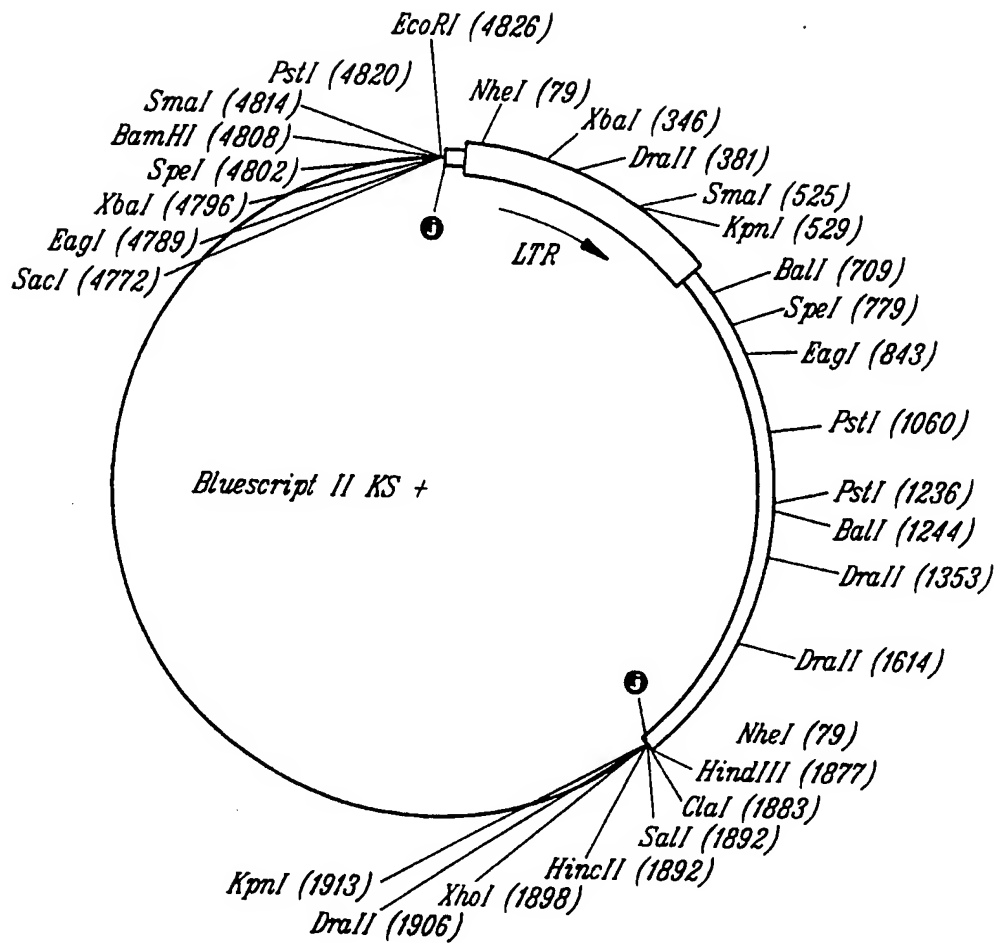 EcoRI (4826)
PstI (4820)
SmaI (4814)
BamHI (4808)
SpeI (4802)
XbaI (4796)
EagI (4789)
SacI (4772)
NheI (79)
XbaI (346)
DraII (381)
SmaI (525)
KpnI (529)
BalI (709)
SpeI (779)
EagI (843)
PstI (1060)
PstI (1236)
BalI (1244)
DraII (1353)
DraII (1614)
j
LTR
Bluescript II KS +
j
NheI (79)
HindIII (1877)
ClaI (1883)
SalI (1892)
HincII (1892)
XhoI (1898)
DraII (1906)
KpnI (1913)